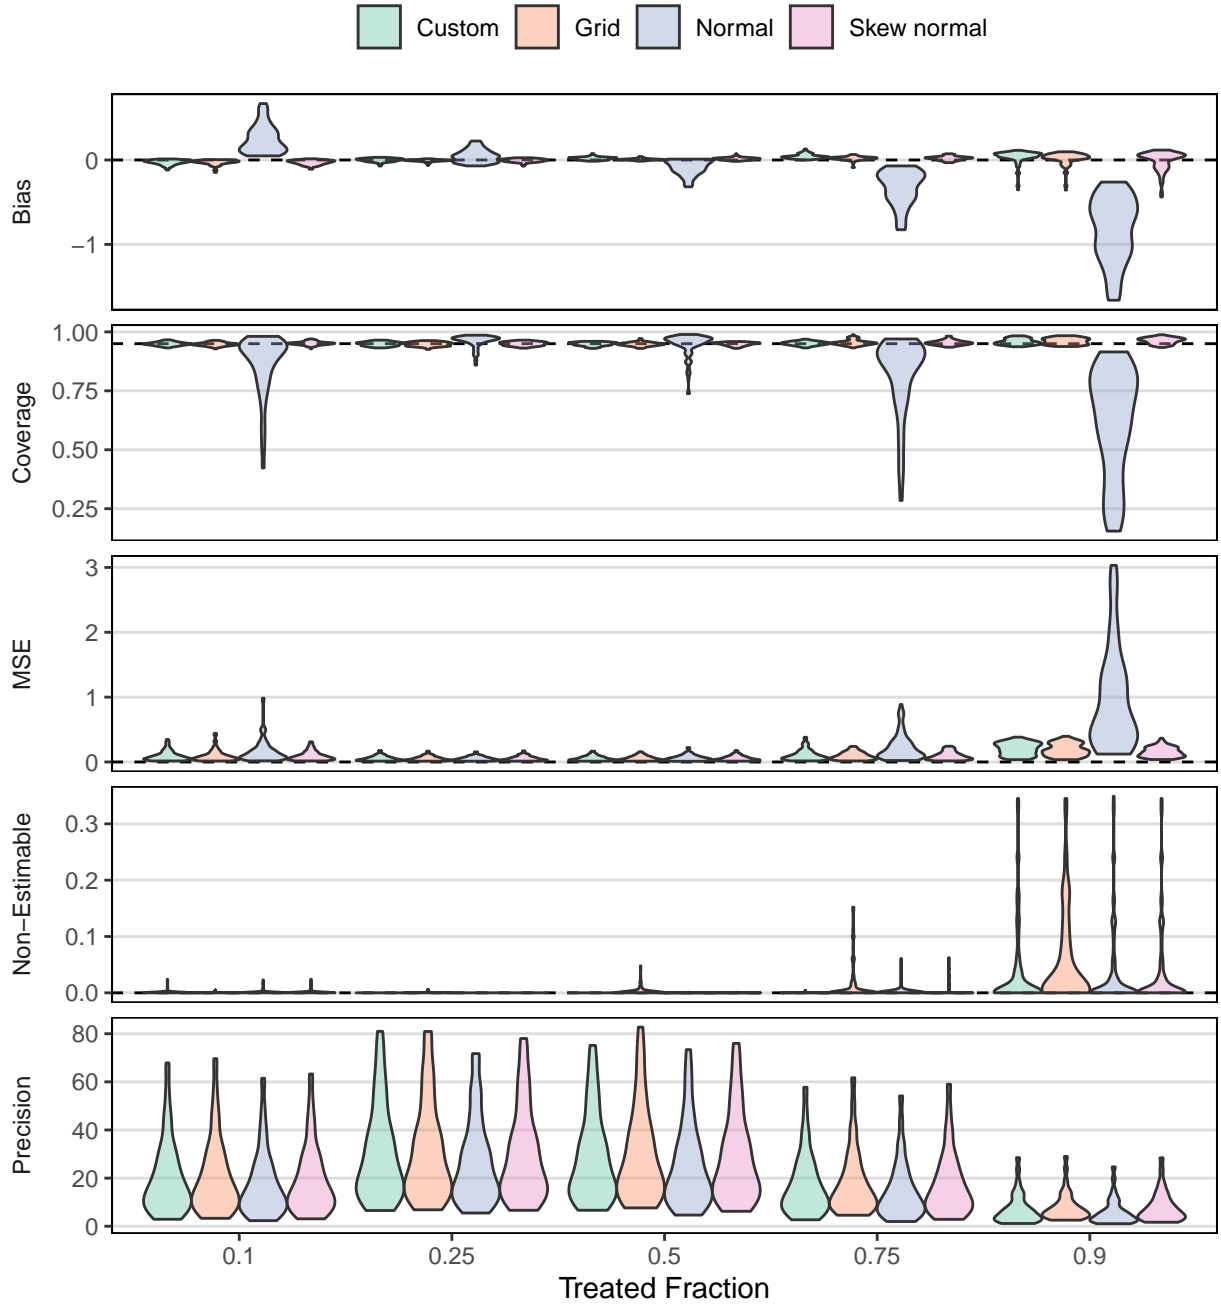 Custom Grid Normal Skew normal
Bias
0
−1
Coverage
1.00
0.75
0.50
0.25
MSE
3
2
1
0
Non−Estimable
0.3
0.2
0.1
0.0
Precision
80
60
40
20
0
0.1 0.25 0.5 0.75 0.9
Treated Fraction